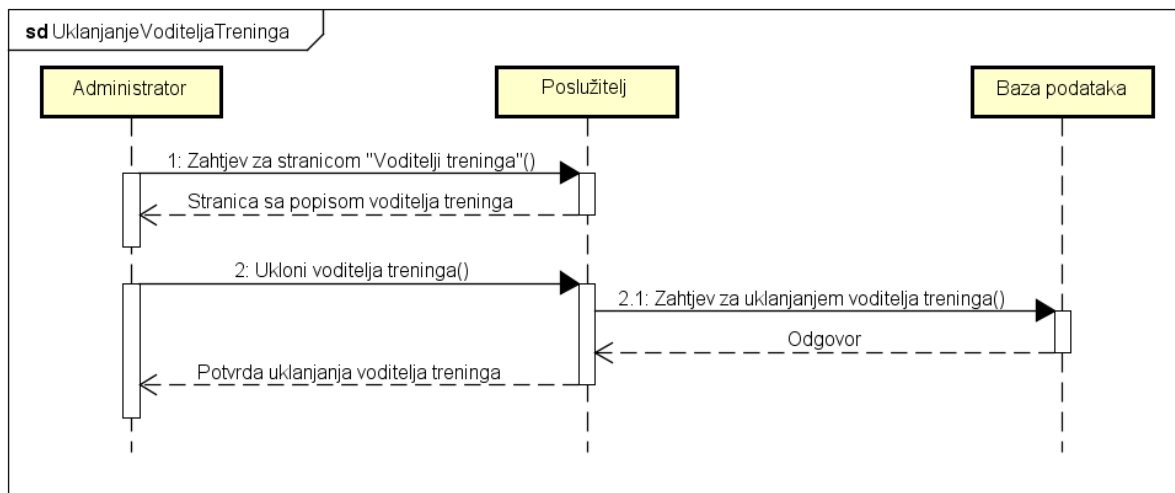 sd UklanjanjeVoditeljaTreninga
Administrator
Poslužitelj
Baza podataka
1: Zahtjev za stranicom "Voditelji treninga"()
Stranica sa popisom voditelja treninga
2: Ukloni voditelja treninga()
2.1: Zahtjev za uklanjanjem voditelja treninga()
Odgovor
Potvrda uklanjanja voditelja treninga